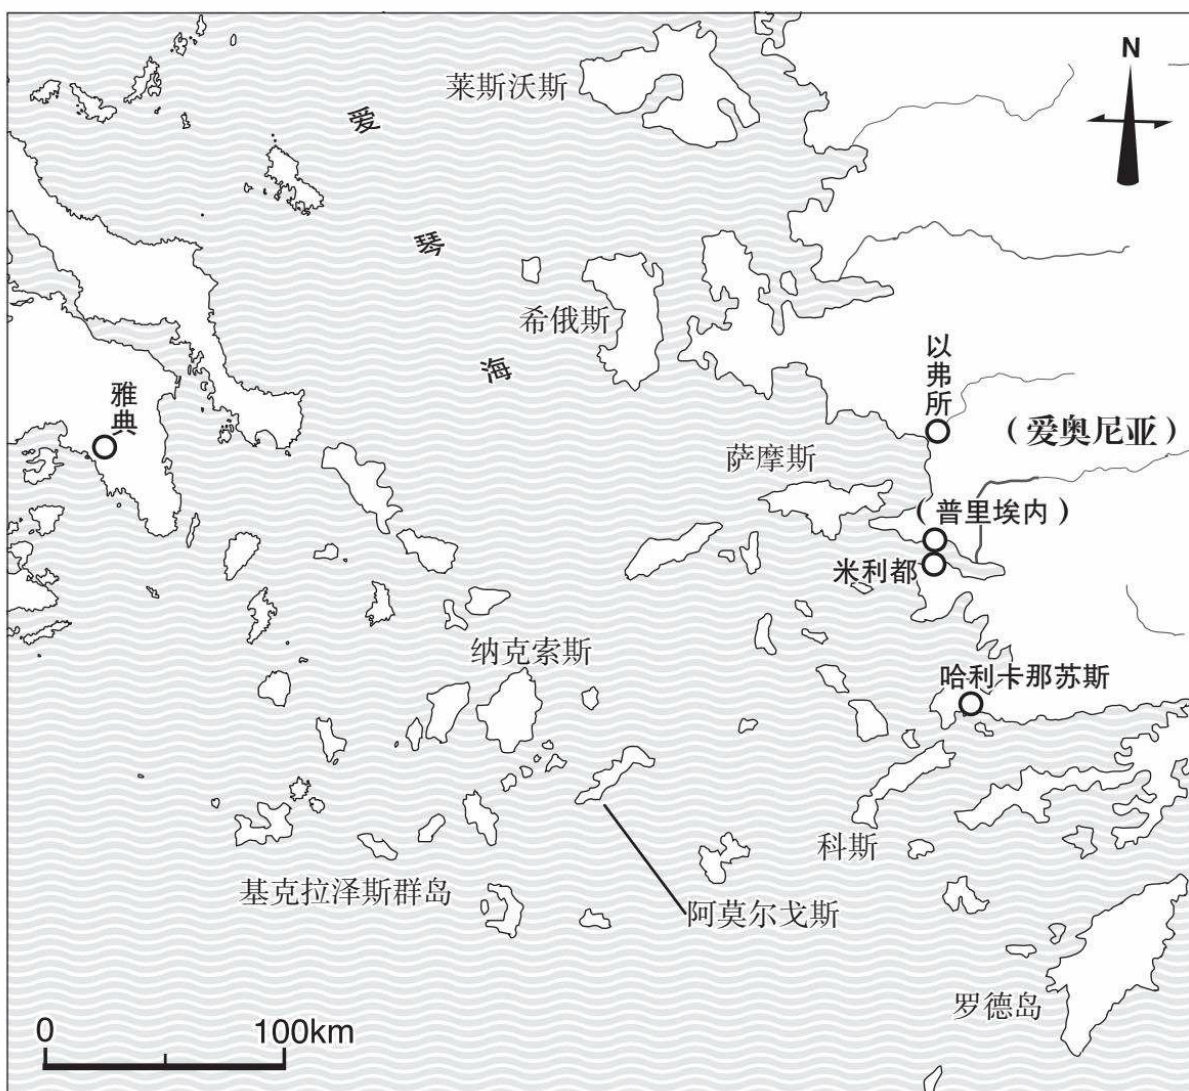 N
莱斯沃斯
爱琴海
希俄斯
以弗所
雅典
（爱奥尼亚）
萨摩斯
（普里埃内）
米利都
纳克索斯
哈利卡那苏斯
科斯
基克拉泽斯群岛
阿莫尔戈斯
罗德岛
0 100km